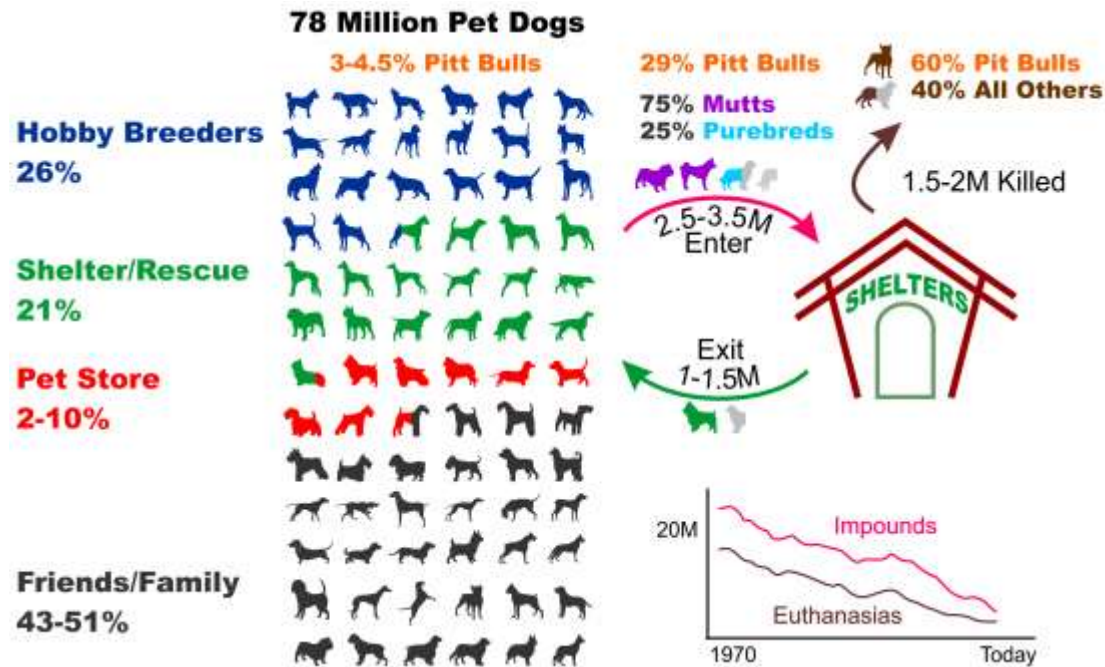 78 Million Pet Dogs
3-4.5% Pitt Bulls
Hobby Breeders
26%
Shelter/Rescue
21%
Pet Store
2-10%
Friends/Family
43-51%
29% Pitt Bulls
75% Mutts
25% Purebreds
2.5-3.5M
Enter
60% Pit Bulls
40% All Others
1.5-2M Killed
SHELTERS
Exit
1-1.5M
20M
Impounds
Euthanasias
1970
Today